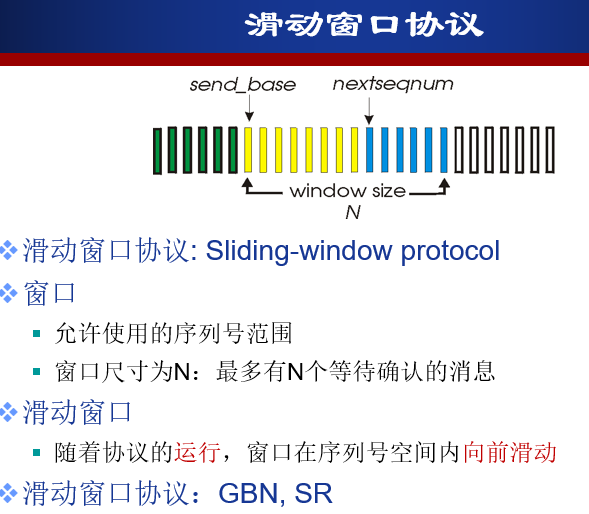 滑动窗口协议
send_base nextseqnum
window size
N
滑动窗口协议: Sliding-window protocol
窗口
允许使用的序列号范围
窗口尺寸为N：最多有N个等待确认的消息
滑动窗口
随着协议的运行，窗口在序列号空间内向前滑动
滑动窗口协议：GBN, SR